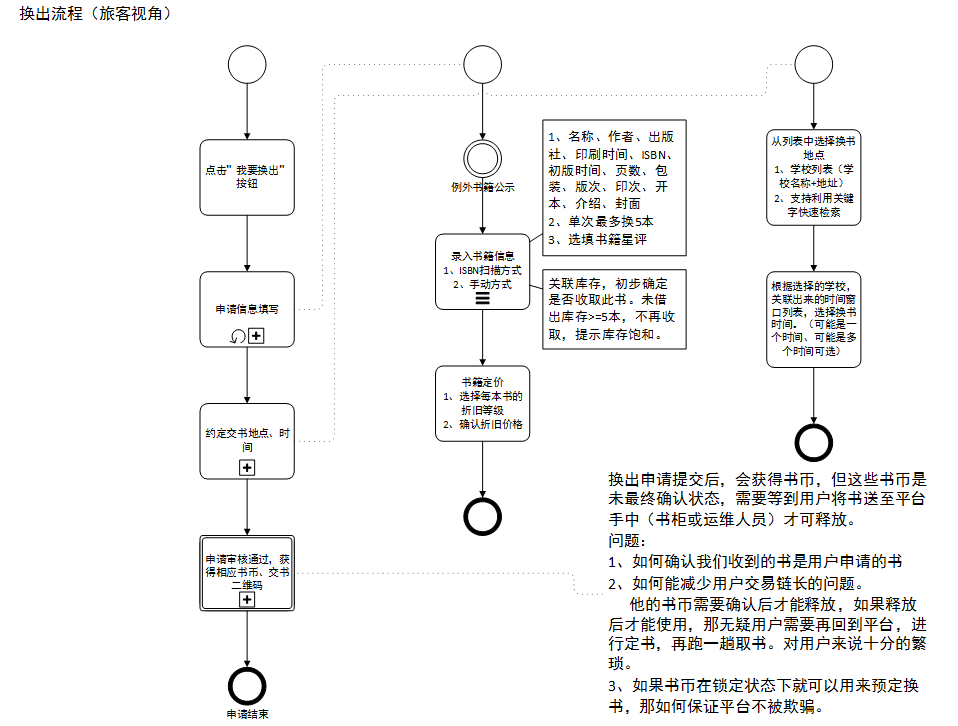 换出流程（旅客视角）
点击”我要换出”
按钮
申请信息填写
约定交书地点、时
间
申请审核通过，获
得相应书币、交书
二维码
申请结束
例外书籍公示
录入书籍信息
1、ISBN扫描方式
2、手动方式
书籍定价
1、选择每本书的
折旧等级
2、确认折旧价格
1、名称、作者、出版
社、印刷时间、ISBN、
初版时间、页数、包
装、版次、印次、开
本、介绍、封面
2、单次最多换5本
3、选填书籍星评
关联库存，初步确定
是否收取此书。未借
出库存>=5本，不再收
取，提示库存饱和。
从列表中选择换书
地点
1、学校列表（学
校名称+地址）
2、支持利用关键
字快速检索
根据选择的学校，
关联出来的时间窗
口列表，选择换书
时间。（可能是一
个时间、可能是多
个时间可选）
换出申请提交后，会获得书币，但这些书币是
未最终确认状态，需要等到用户将书送至平台
手中（书柜或运维人员）才可释放。
问题：
1、如何确认我们收到的书是用户申请的书
2、如何能减少用户交易链长的问题。
他的书币需要确认后才能释放，如果释放
后才能使用，那无疑用户需要再回到平台，进
行定书，再跑一趟取书。对用户来说十分的繁
琐。
3、如果书币在锁定状态下就可以用来预定换
书，那如何保证平台不被欺骗。